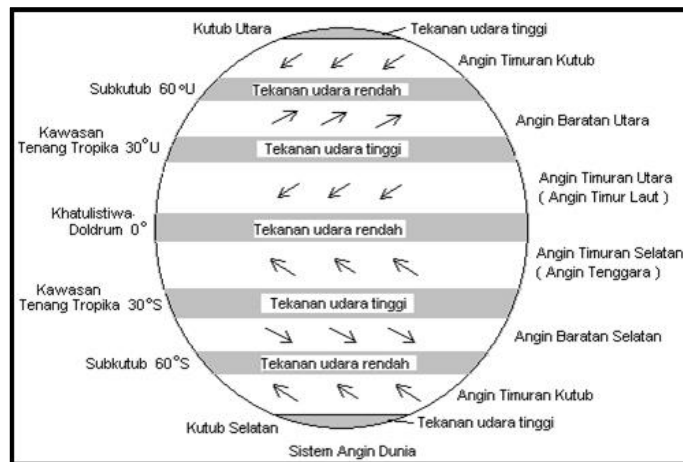 Kutub Utara
Tekanan udara tinggi
Angin Timuran Kutub
Subkutub 60°U
Tekanan udara rendah
Angin Baratan Utara
Kawasan
Tenang Tropika 30°U
Tekanan udara tinggi
Angin Timuran Utara
( Angin Timur Laut )
Khatulistiwa-
Doldrum 0°
Tekanan udara rendah
Angin Timuran Selatan
( Angin Tenggara )
Kawasan
Tenang Tropika 30°S
Tekanan udara tinggi
Angin Baratan Selatan
Subkutub 60°S
Tekanan udara rendah
Angin Timuran Kutub
Kutub Selatan
Tekanan udara tinggi
Sistem Angin Dunia